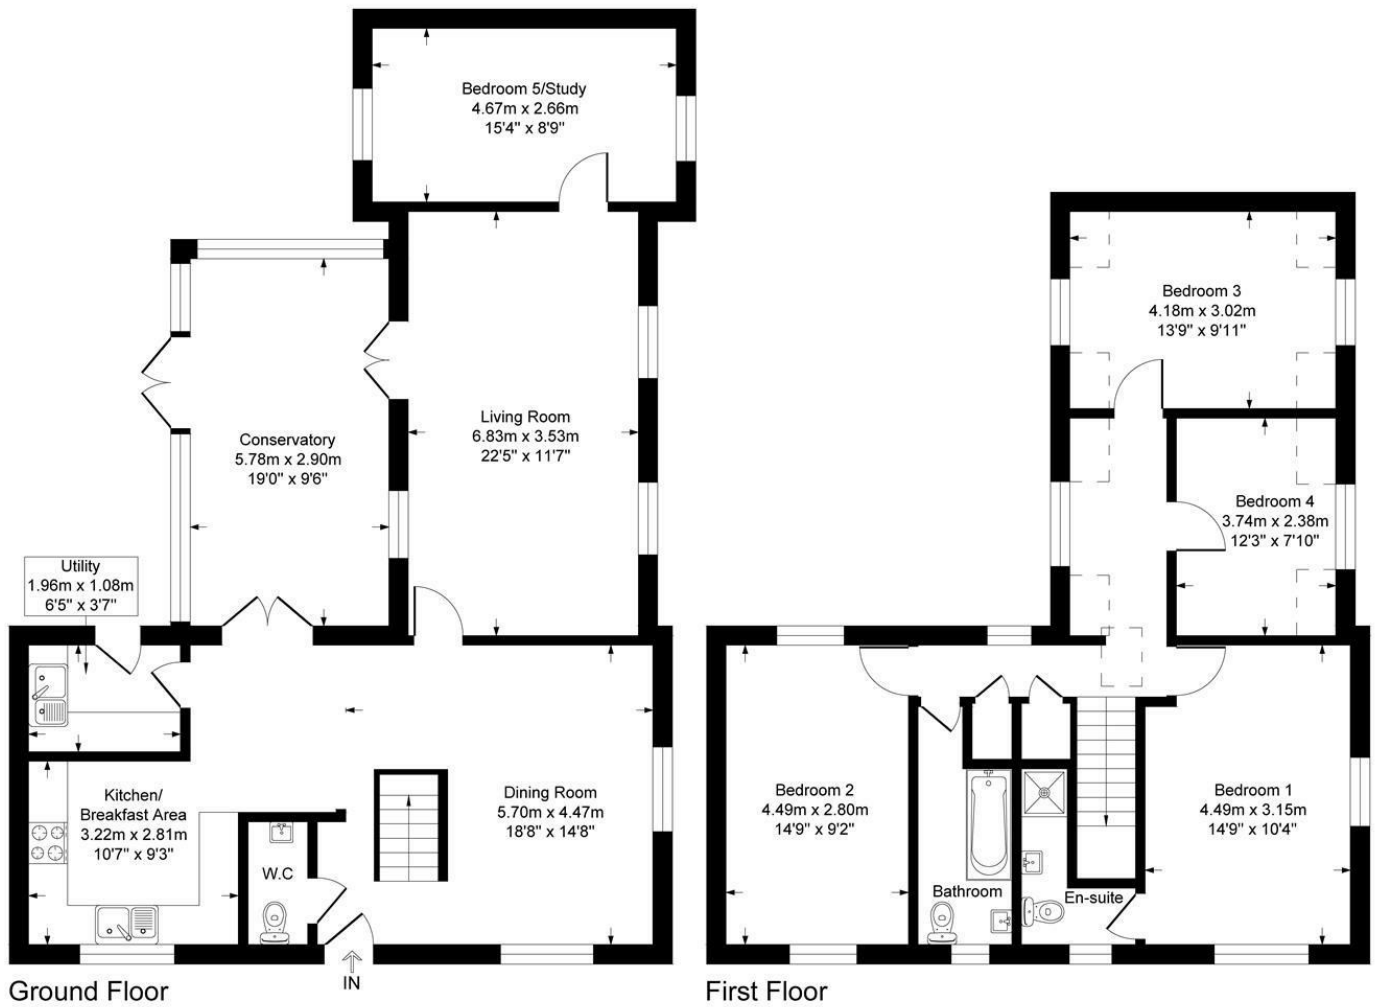 Bedroom 5/Study
4.67m x 2.66m
15'4" x 8'9"
Living Room
6.83m x 3.53m
22'5" x 11'7"
Conservatory
5.78m x 2.90m
19'0" x 9'6"
Utility
1.96m x 1.08m
6'5" x 3'7"
Kitchen/
Breakfast Area
3.22m x 2.81m
10'7" x 9'3"
W.C
Dining Room
5.70m x 4.47m
18'8" x 14'8"
IN
Ground Floor
Bedroom 3
4.18m x 3.02m
13'9" x 9'11"
Bedroom 4
3.74m x 2.38m
12'3" x 7'10"
Bedroom 2
4.49m x 2.80m
14'9" x 9'2"
Bathroom
En-suite
Bedroom 1
4.49m x 3.15m
14'9" x 10'4"
First Floor